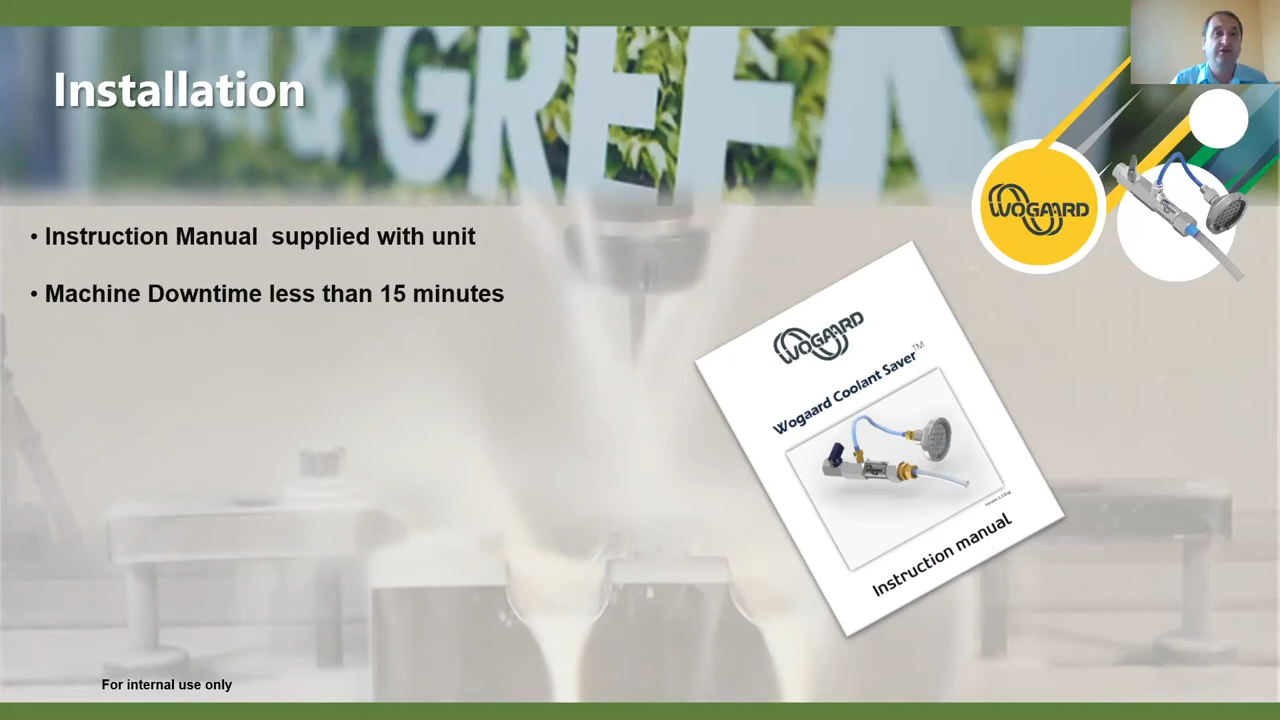 & GREEN
Installation
WOGAARD
• Instruction Manual  supplied with unit
• Machine Downtime less than 15 minutes
WOGAARD
Wogaard Coolant Saver™
Instruction manual
For internal use only